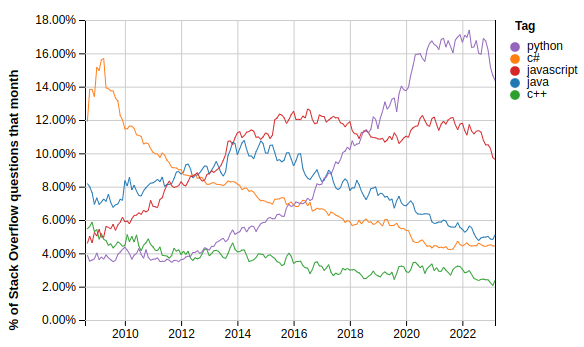 18.00%
16.00%
14.00%
12.00%
10.00%
8.00%
6.00%
4.00%
2.00%
0.00%
% of Stack Overflow questions that month
2010 2012 2014 2016 2018 2020 2022
Tag
python
c#
javascript
java
c++